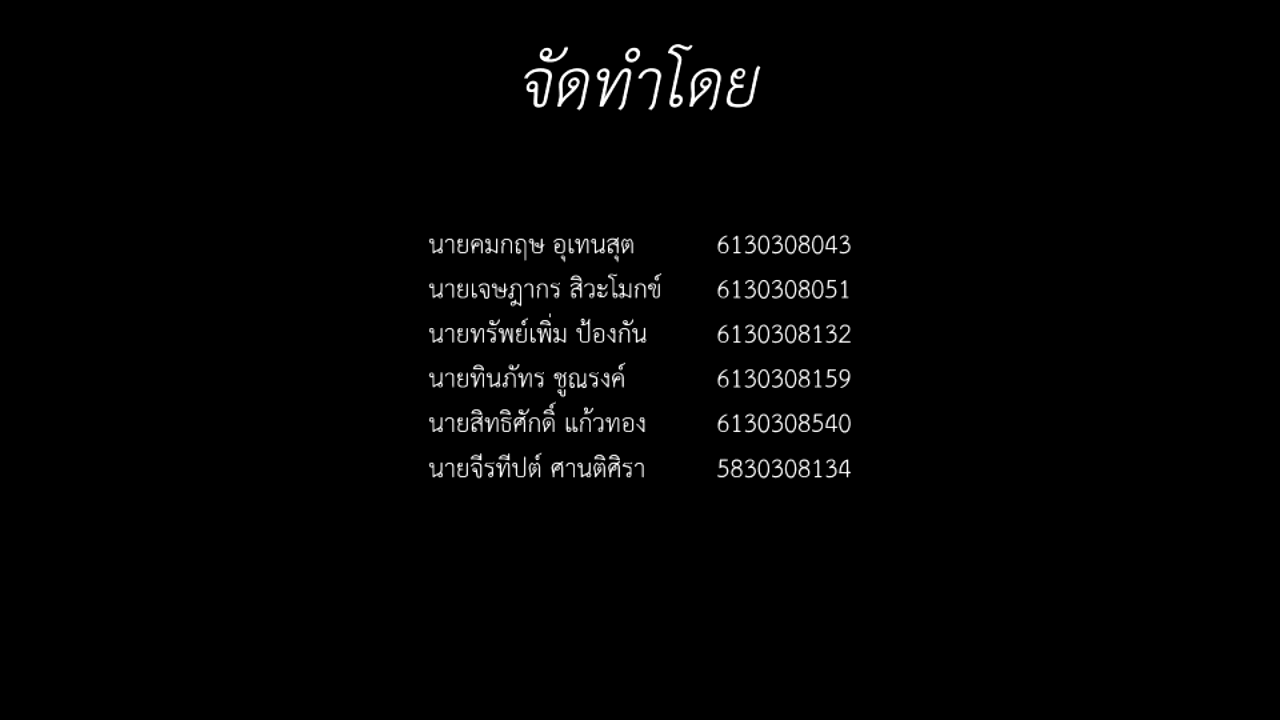 จัดทำโดย
นายคมกฤษ อุเทนสุต 6130308043
นายเจษฎากร สิวะโมกข์ 6130308051
นายทรัพย์เพิ่ม ป้องกัน 6130308132
นายทินภัทร ชูณรงค์ 6130308159
นายสิทธิศักดิ์ แก้วทอง 6130308540
นายจีรทีปต์ ศานติศิรา 5830308134